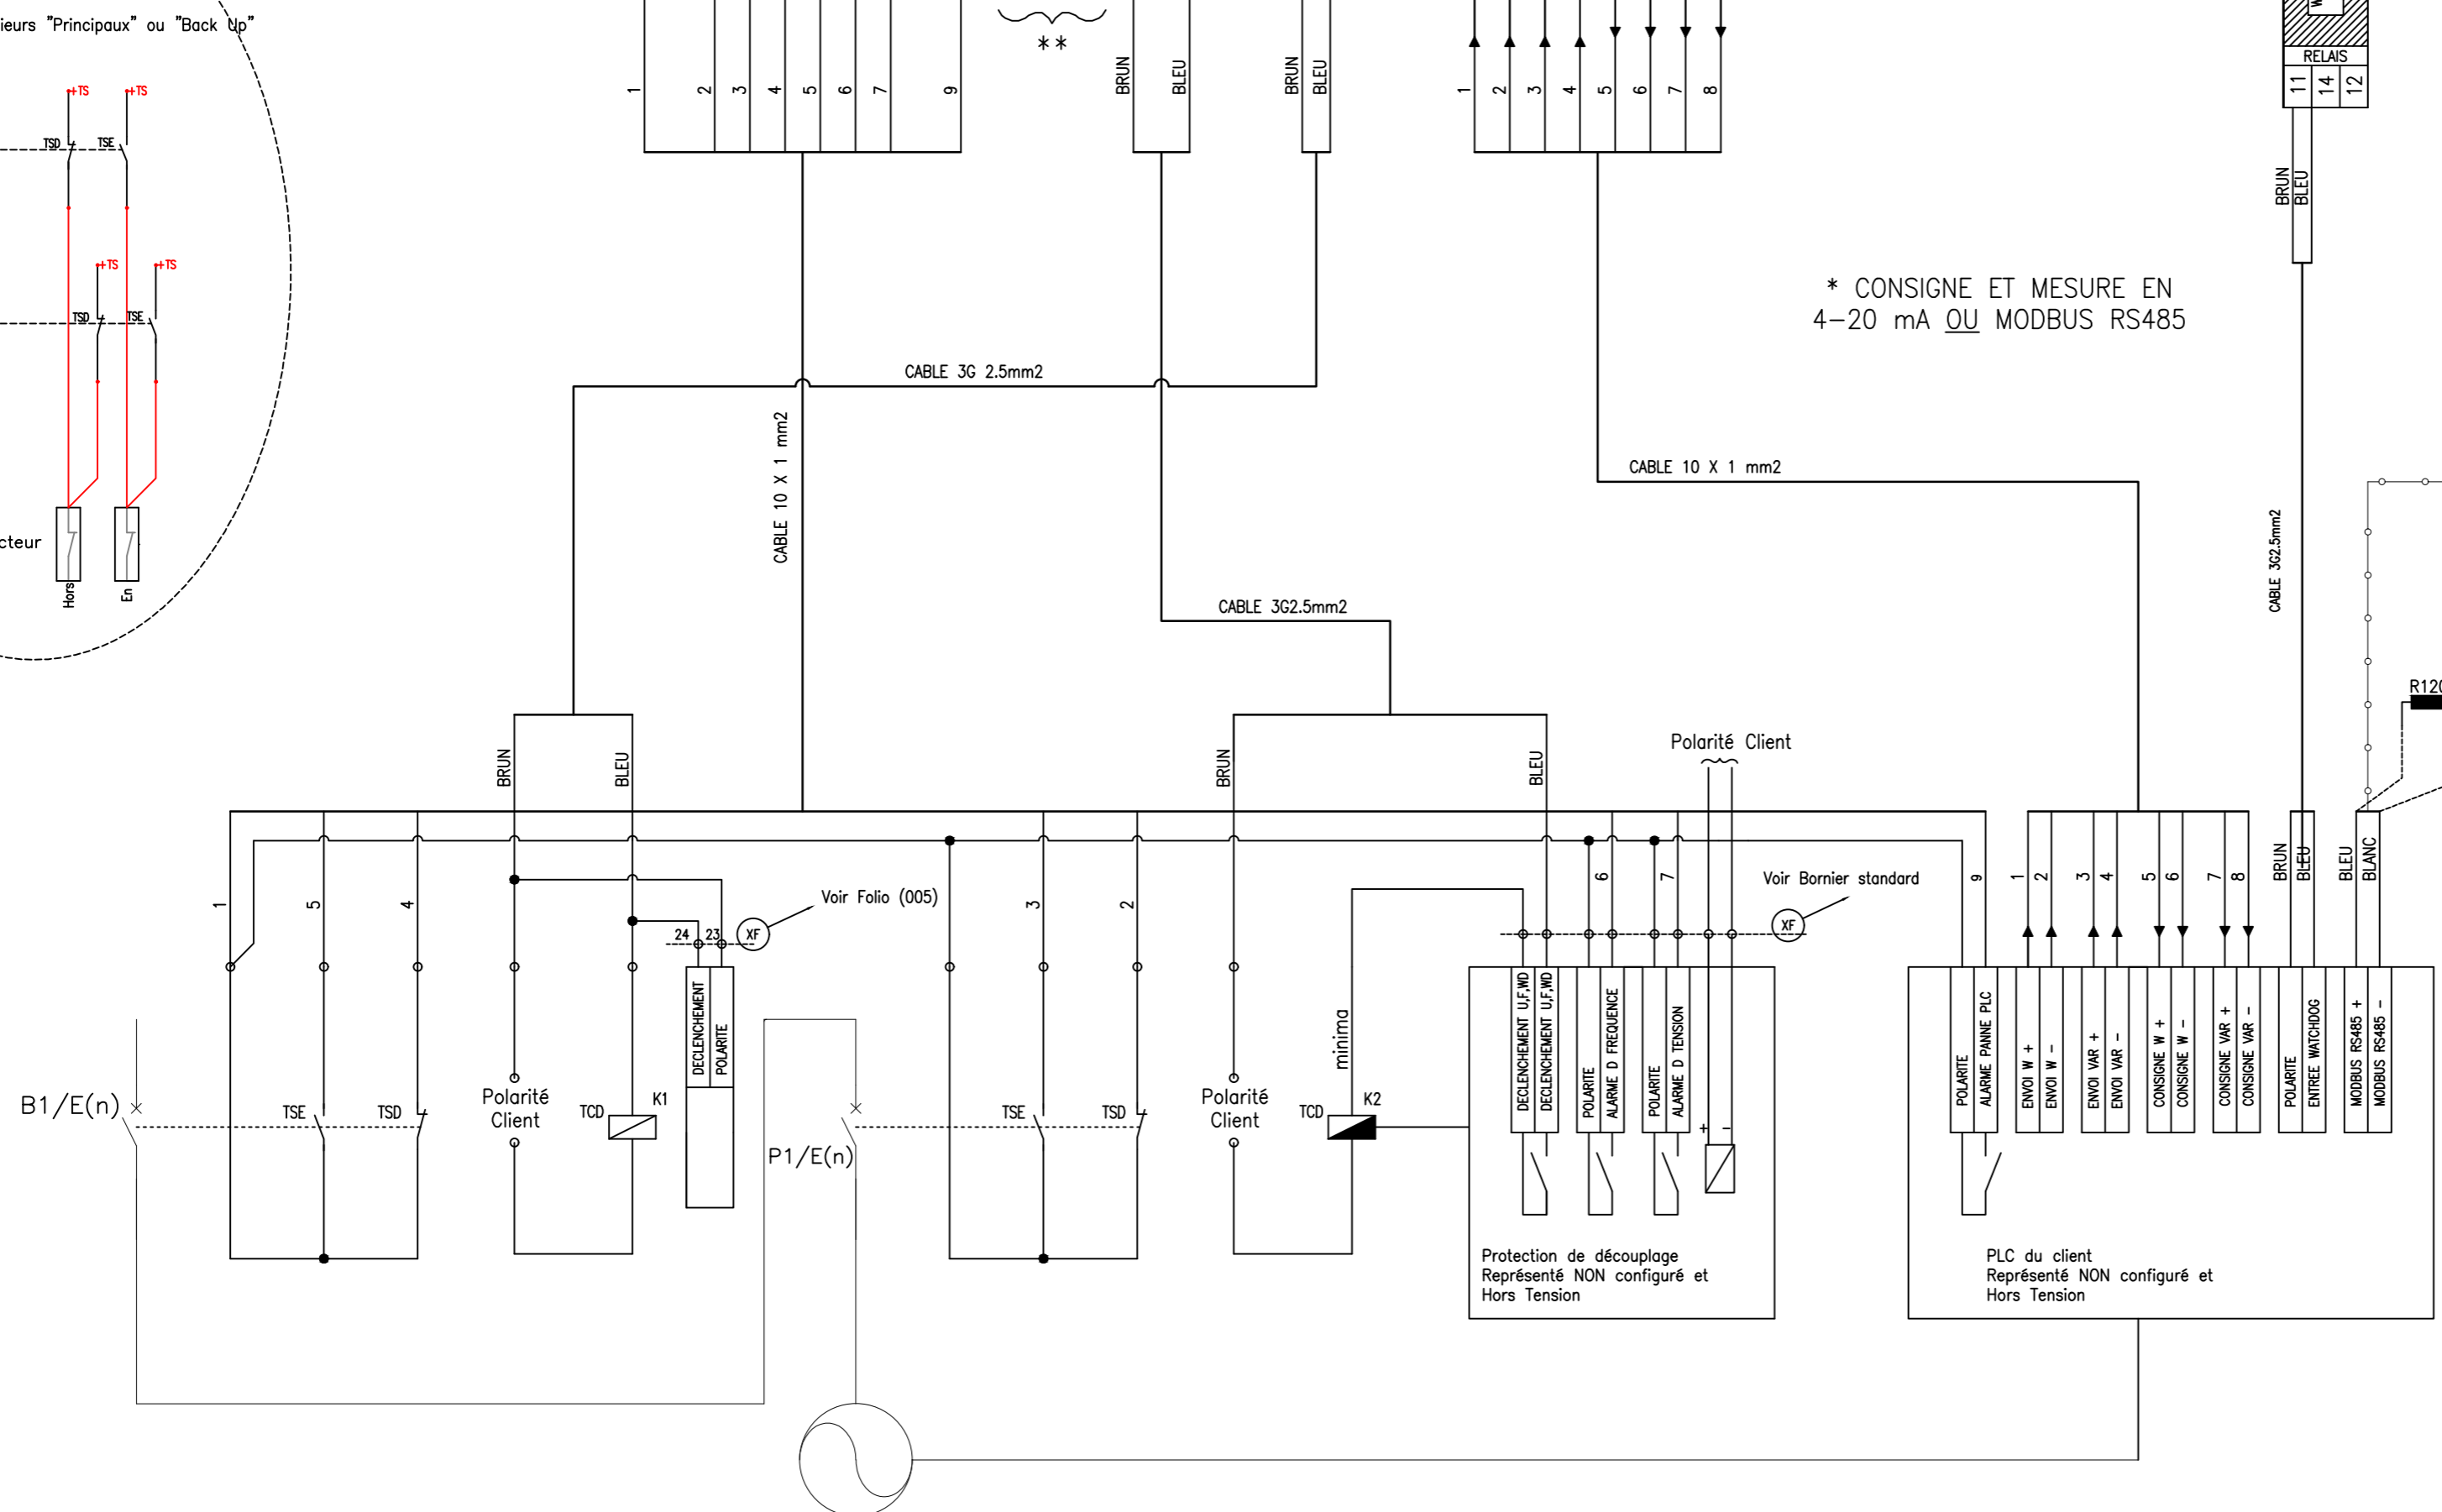 ieurs "Principaux" ou "Back Up"
+TS
+TS
TSD
TSE
+TS
+TS
TSD
TSE
cteur
Hors
En
1
2
3
4
5
6
7
9
**
BRUN
BLEU
BRUN
BLEU
1
2
3
4
5
6
7
8
RELAIS
11
14
12
BRUN
BLEU
* CONSIGNE ET MESURE EN
4-20 mA OU MODBUS RS485
CABLE 3G 2.5mm2
CABLE 10 X 1 mm2
CABLE 10 X 1 mm2
CABLE 3G2.5mm2
CABLE 3G2.5mm2
R120
BRUN
BLEU
BRUN
BLEU
Polarité Client
1
5
4
Voir Folio (005)
24
23
XF
3
2
6
7
Voir Bornier standard
XF
9
1
2
3
4
5
6
7
8
BRUN
BLEU
BLEU
BLANC
B1/E(n)
TSE
TSD
Polarité
Client
TCD
K1
DECLENCHEMENT
POLARITE
P1/E(n)
TSE
TSD
Polarité
Client
minima
TCD
K2
DECLENCHEMENT U,F,WD
DECLENCHEMENT U,F,WD
POLARITE
ALARME D FREQUENCE
POLARITE
ALARME D TENSION
+
-
POLARITE
ALARME PANNE PLC
ENVOI W +
ENVOI W -
ENVOI VAR +
ENVOI VAR -
CONSIGNE W +
CONSIGNE W -
CONSIGNE VAR +
CONSIGNE VAR -
POLARITE
ENTREE WATCHDOG
MODBUS RS485 +
MODBUS RS485 -
Protection de découplage
Représenté NON configuré et
Hors Tension
PLC du client
Représenté NON configuré et
Hors Tension